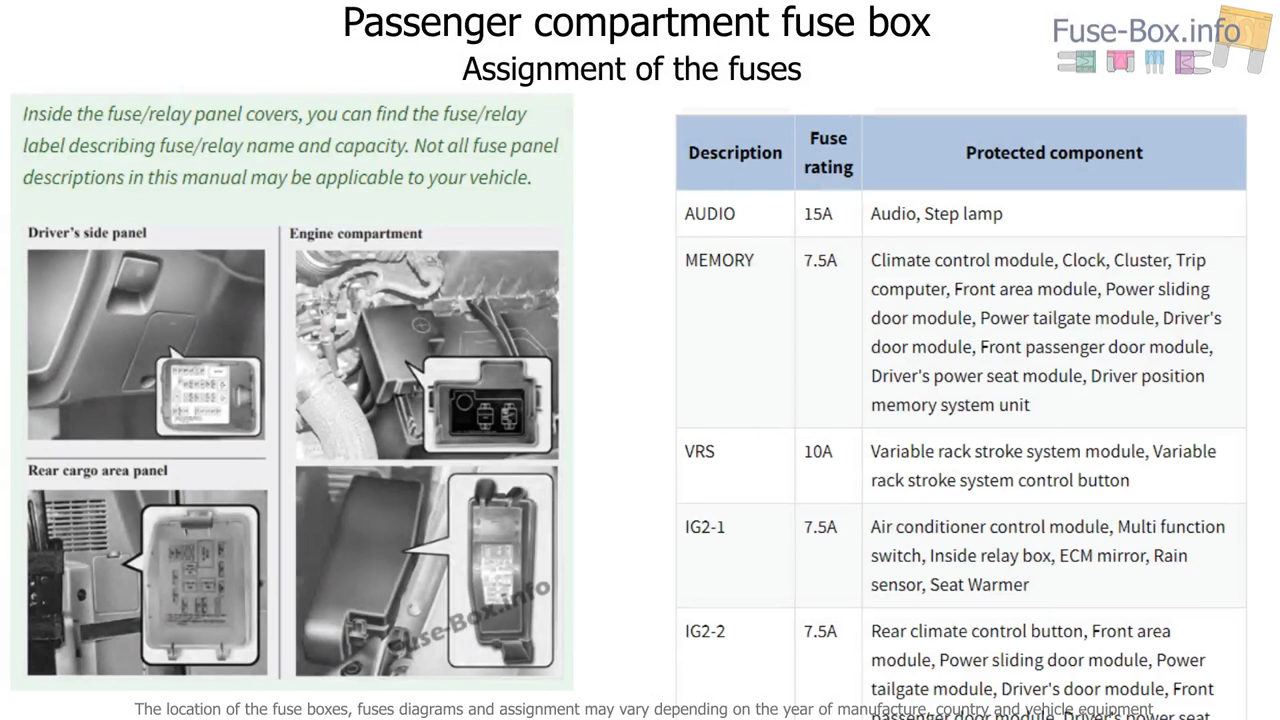 Passenger compartment fuse box
Assignment of the fuses
Fuse-Box.info
Inside the fuse/relay panel covers, you can find the fuse/relay
label describing fuse/relay name and capacity. Not all fuse panel
descriptions in this manual may be applicable to your vehicle.
Driver's side panel
Engine compartment
Rear cargo area panel
Fuse-Box.info
Description
Fuse
rating
Protected component
AUDIO
15A
Audio, Step lamp
MEMORY
7.5A
Climate control module, Clock, Cluster, Trip
computer, Front area module, Power sliding
door module, Power tailgate module, Driver's
door module, Front passenger door module,
Driver's power seat module, Driver position
memory system unit
VRS
10A
Variable rack stroke system module, Variable
rack stroke system control button
IG2-1
7.5A
Air conditioner control module, Multi function
switch, Inside relay box, ECM mirror, Rain
sensor, Seat Warmer
IG2-2
7.5A
Rear climate control button, Front area
module, Power sliding door module, Power
tailgate module, Driver's door module, Front
passenger door module, Driver's power seat
The location of the fuse boxes, fuses diagrams and assignment may vary depending on the year of manufacture, country and vehicle equipment.